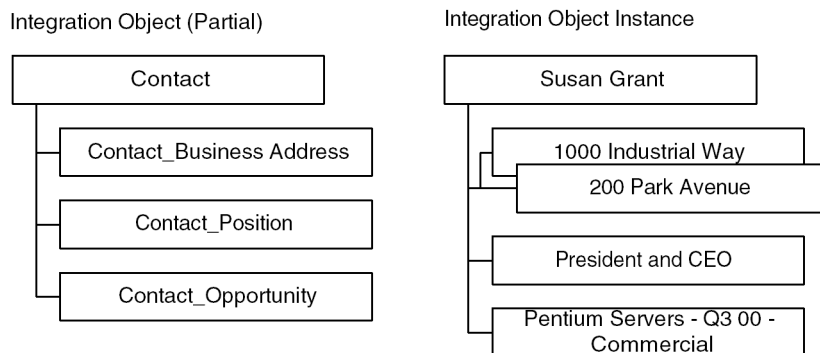 Integration Object (Partial)
Contact
Contact_Business Address
Contact_Position
Contact_Opportunity
Integration Object Instance
Susan Grant
1000 Industrial Way
200 Park Avenue
President and CEO
Pentium Servers - Q3 00 -
Commercial